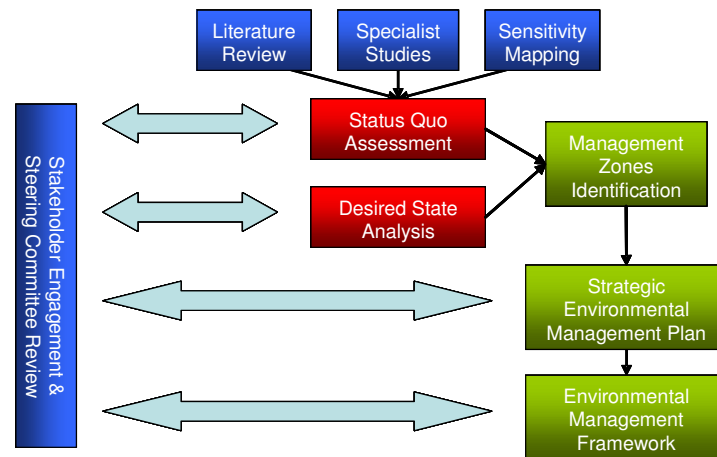 Literature
Review
Specialist
Studies
Sensitivity
Mapping
Status Quo
Assessment
Management
Zones
Identification
Desired State
Analysis
Stakeholder Engagement &
Steering Committee Review
Strategic
Environmental
Management Plan
Environmental
Management
Framework